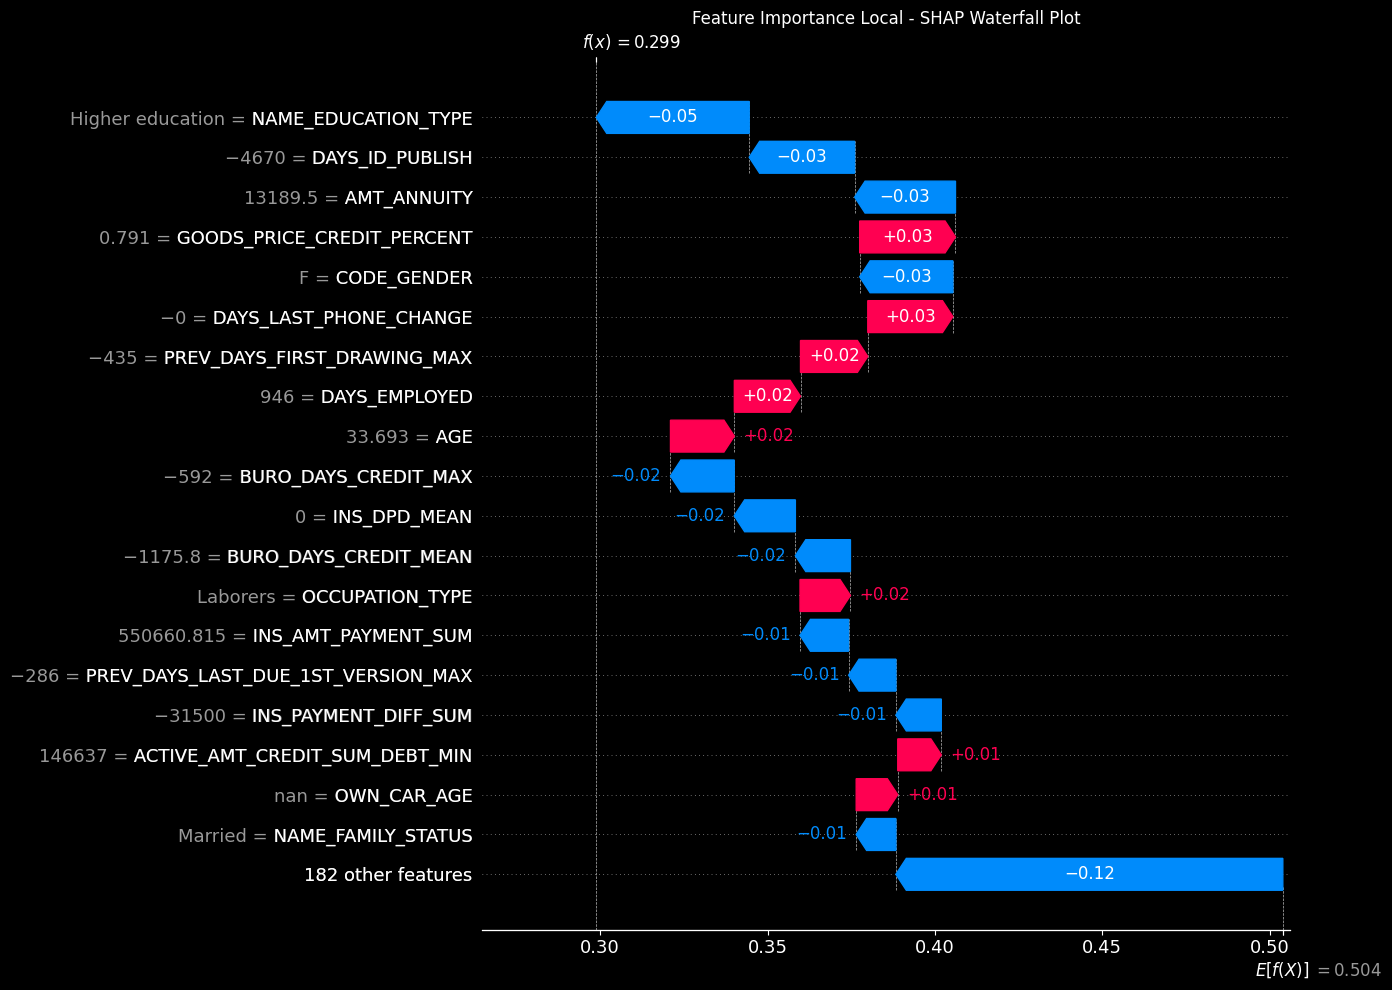 Feature Importance Local - SHAP Waterfall Plot
f(x) = 0.299
Higher education = NAME_EDUCATION_TYPE −0.05
−4670 = DAYS_ID_PUBLISH −0.03
13189.5 = AMT_ANNUITY −0.03
0.791 = GOODS_PRICE_CREDIT_PERCENT +0.03
F = CODE_GENDER −0.03
−0 = DAYS_LAST_PHONE_CHANGE +0.03
−435 = PREV_DAYS_FIRST_DRAWING_MAX +0.02
946 = DAYS_EMPLOYED +0.02
33.693 = AGE +0.02
−592 = BURO_DAYS_CREDIT_MAX −0.02
0 = INS_DPD_MEAN −0.02
−1175.8 = BURO_DAYS_CREDIT_MEAN −0.02
Laborers = OCCUPATION_TYPE +0.02
550660.815 = INS_AMT_PAYMENT_SUM −0.01
−286 = PREV_DAYS_LAST_DUE_1ST_VERSION_MAX −0.01
−31500 = INS_PAYMENT_DIFF_SUM −0.01
146637 = ACTIVE_AMT_CREDIT_SUM_DEBT_MIN +0.01
nan = OWN_CAR_AGE +0.01
Married = NAME_FAMILY_STATUS −0.01
182 other features −0.12
0.30 0.35 0.40 0.45 0.50
E[f(X)] = 0.504